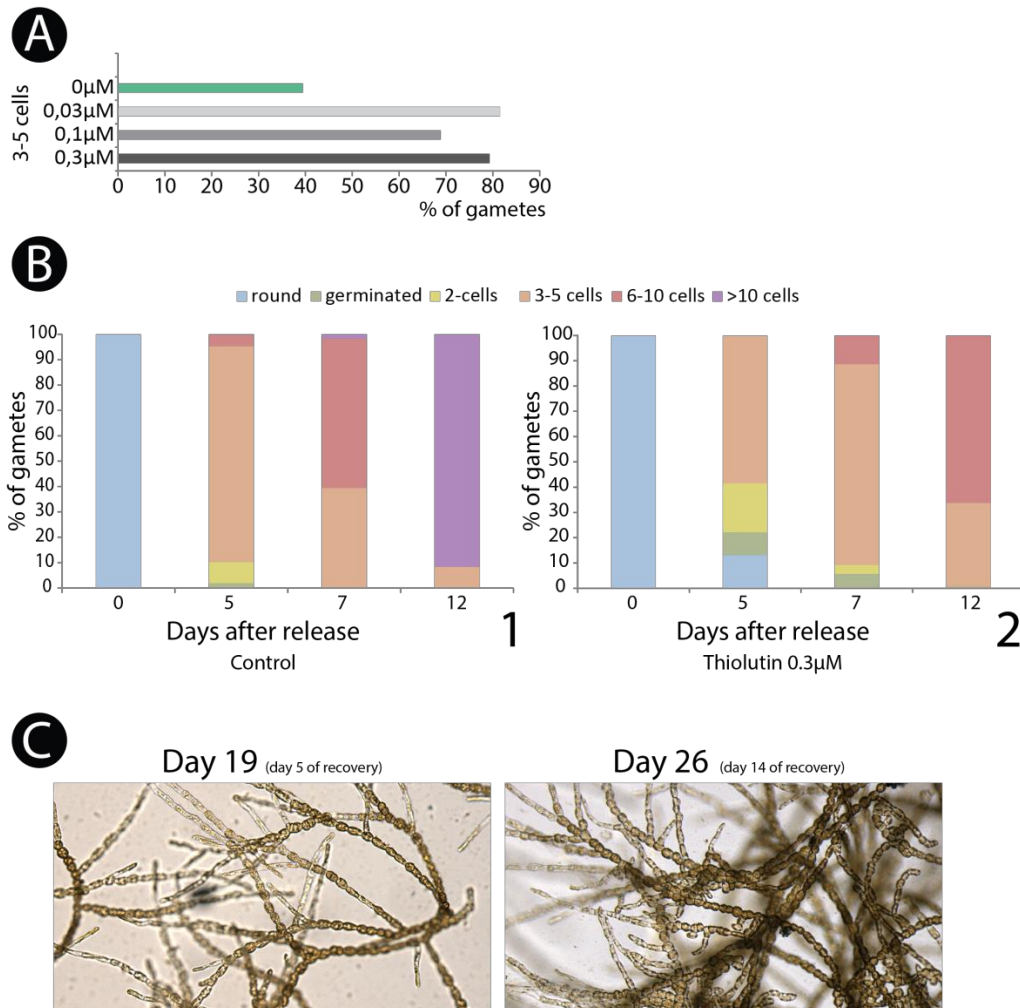 A
3-5 cells
0μM
0,03μM
0,1μM
0,3μM
0 10 20 30 40 50 60 70 80 90
% of gametes
B
round germinated 2-cells 3-5 cells 6-10 cells >10 cells
% of gametes
100
90
80
70
60
50
40
30
20
10
0
0 5 7 12
Days after release
Control
1
% of gametes
100
90
80
70
60
50
40
30
20
10
0
0 5 7 12
Days after release
Thiolutin 0.3μM
2
C
Day 19 (day 5 of recovery)
Day 26 (day 14 of recovery)